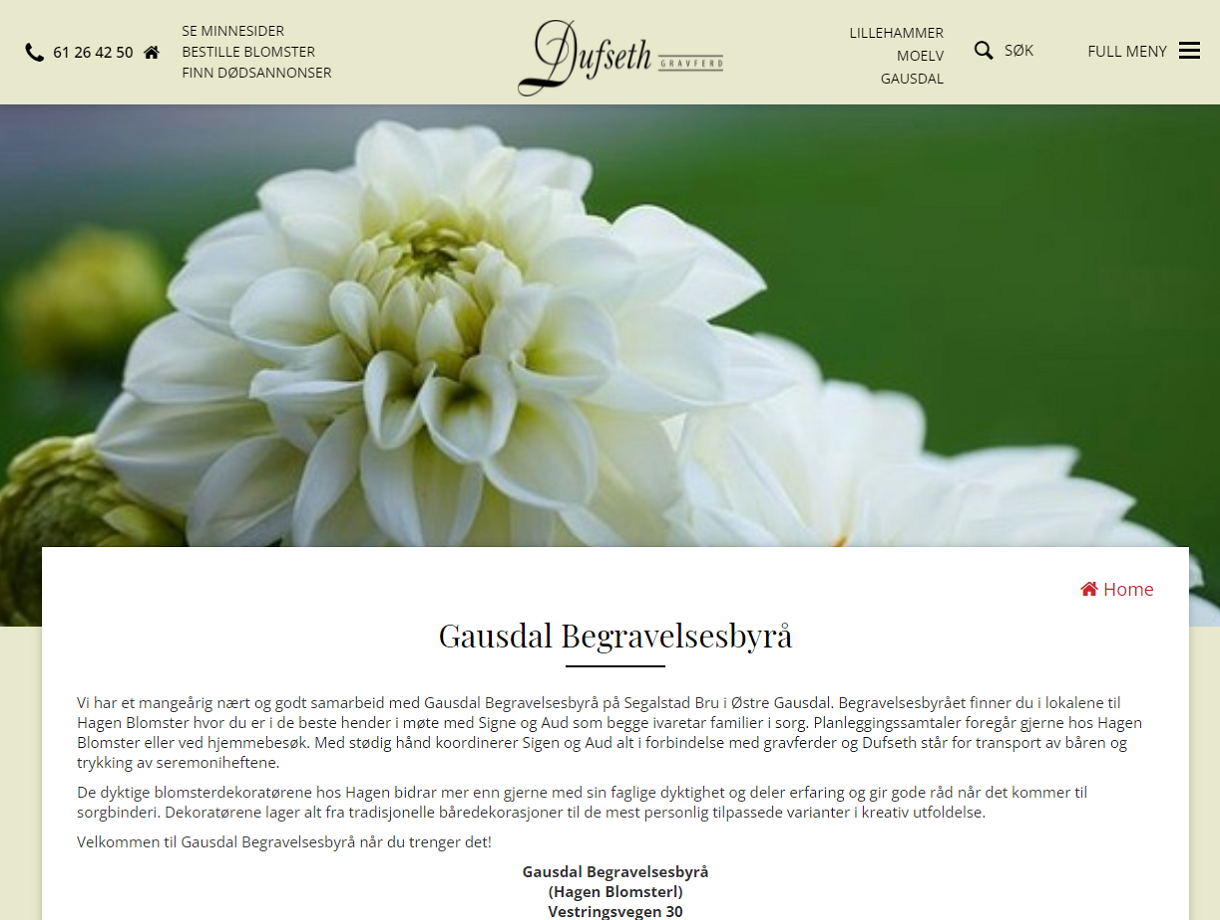 61 26 42 50
SE MINNESIDER
BESTILLE BLOMSTER
FINN DØDSANNONSER
Dufseth GRAVFERD
LILLEHAMMER
MOELV
GAUSDAL
SØK
FULL MENY
Home
Gausdal Begravelsesbyrå
Vi har et mangeårig nært og godt samarbeid med Gausdal Begravelsesbyrå på Segalstad Bru i Østre Gausdal. Begravelsesbyrået finner du i lokalene til
Hagen Blomster hvor du er i de beste hender i møte med Signe og Aud som begge ivaretar familier i sorg. Planleggingssamtaler foregår gjerne hos Hagen
Blomster eller ved hjemmebesøk. Med stødig hånd koordinerer Sigen og Aud alt i forbindelse med gravferder og Dufseth står for transport av båren og
trykking av seremoniheftene.
De dyktige blomsterdekoratørene hos Hagen bidrar mer enn gjerne med sin faglige dyktighet og deler erfaring og gir gode råd når det kommer til
sorgbinderi. Dekoratørene lager alt fra tradisjonelle båredekorasjoner til de mest personlig tilpassede varianter i kreativ utfoldelse.
Velkommen til Gausdal Begravelsesbyrå når du trenger det!
Gausdal Begravelsesbyrå
(Hagen Blomsterl)
Vestringsvegen 30